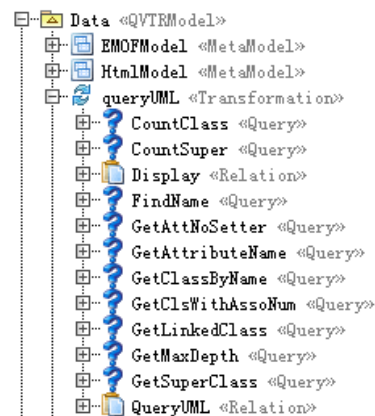 Data «QVTRModel»
EMOFModel «MetaModel»
HtmlModel «MetaModel»
queryUML «Transformation»
CountClass «Query»
CountSuper «Query»
Display «Relation»
FindName «Query»
GetAttNoSetter «Query»
GetAttributeName «Query»
GetClassByName «Query»
GetClsWithAssoNum «Query»
GetLinkedClass «Query»
GetMaxDepth «Query»
GetSuperClass «Query»
QueryUML «Relation»